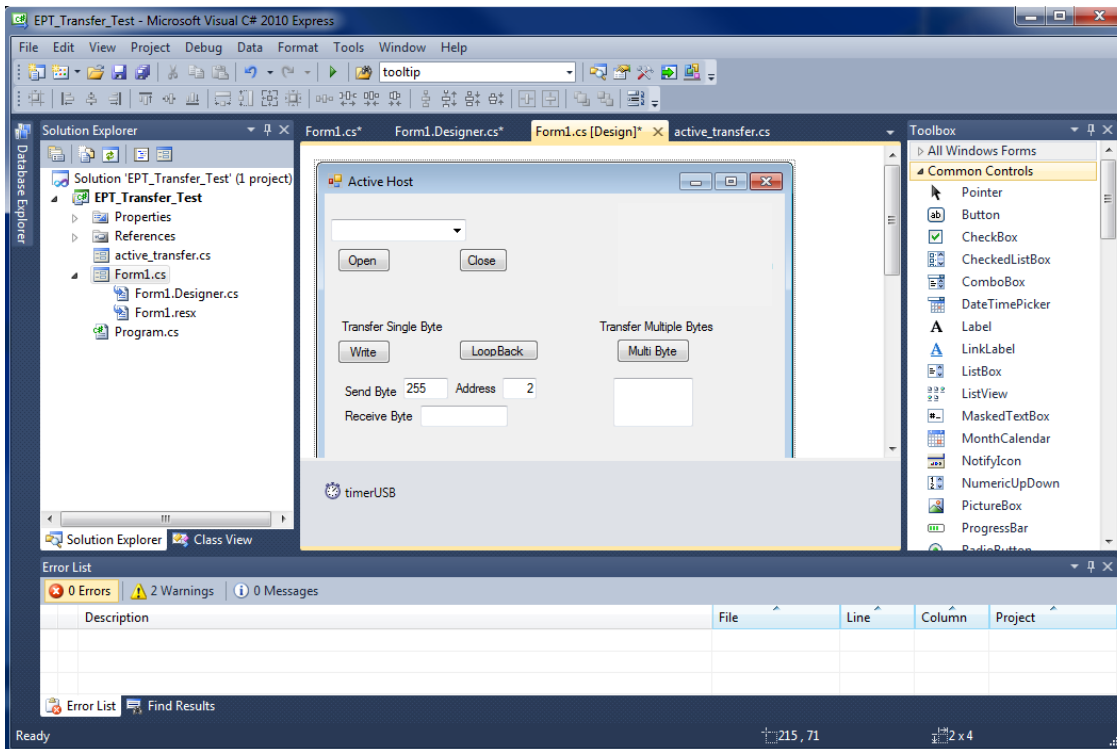 EPT_Transfer_Test - Microsoft Visual C# 2010 Express
File Edit View Project Debug Data Format Tools Window Help
tooltip
Database Explorer
Solution Explorer
Solution 'EPT_Transfer_Test' (1 project)
EPT_Transfer_Test
Properties
References
active_transfer.cs
Form1.cs
Form1.Designer.cs
Form1.resx
Program.cs
Solution Explorer Class View
Form1.cs* Form1.Designer.cs* Form1.cs [Design]* active_transfer.cs
Active Host
Open Close
Transfer Single Byte Transfer Multiple Bytes
Write LoopBack Multi Byte
Send Byte 255 Address 2
Receive Byte
timerUSB
Toolbox
All Windows Forms
Common Controls
Pointer
Button
CheckBox
CheckedListBox
ComboBox
DateTimePicker
Label
LinkLabel
ListBox
ListView
MaskedTextBox
MonthCalendar
NotifyIcon
NumericUpDown
PictureBox
ProgressBar
RadioButton
Error List
0 Errors 2 Warnings 0 Messages
Description File Line Column Project
Error List Find Results
Ready 215 , 71 2 x 4